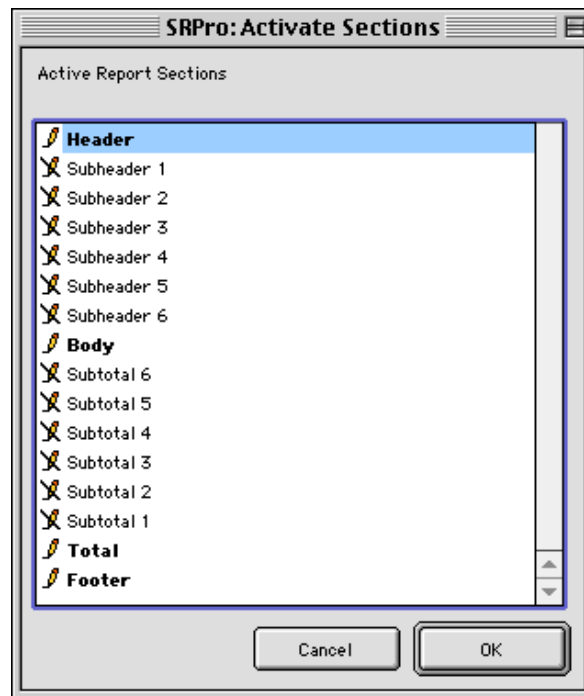 SRPro: Activate Sections
Active Report Sections
Header
Subheader 1
Subheader 2
Subheader 3
Subheader 4
Subheader 5
Subheader 6
Body
Subtotal 6
Subtotal 5
Subtotal 4
Subtotal 3
Subtotal 2
Subtotal 1
Total
Footer
Cancel OK